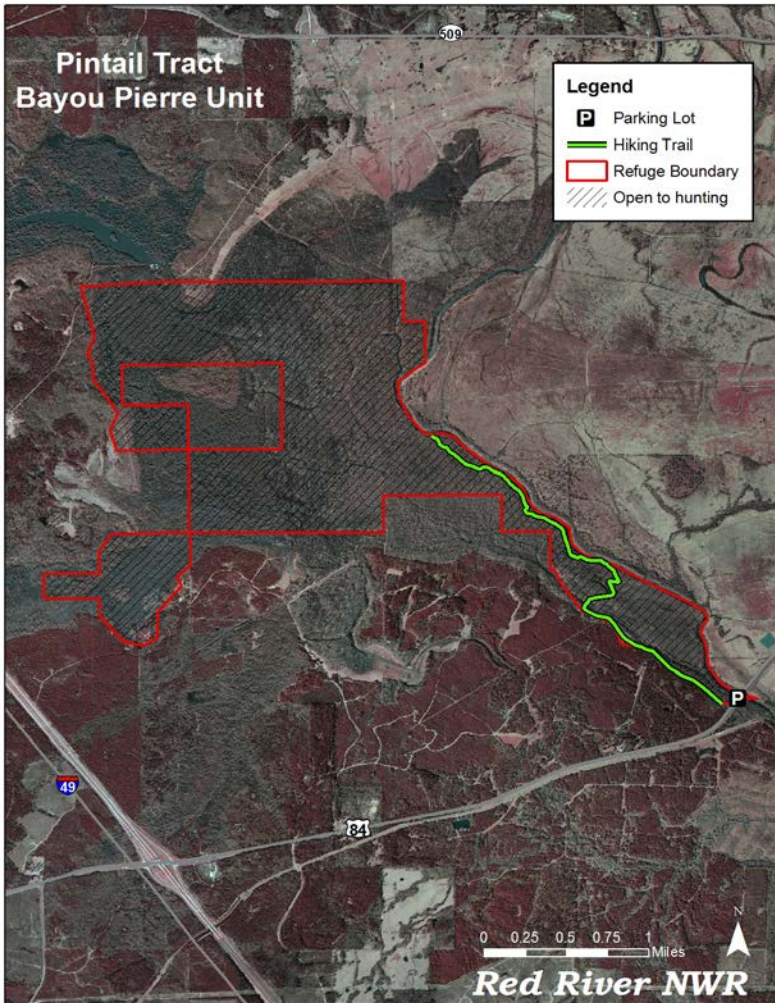 509
Pintail Tract
Bayou Pierre Unit
Legend
P Parking Lot
Hiking Trail
Refuge Boundary
Open to hunting
P
49
84
N
0 0.25 0.5 0.75 1
Miles
Red River NWR